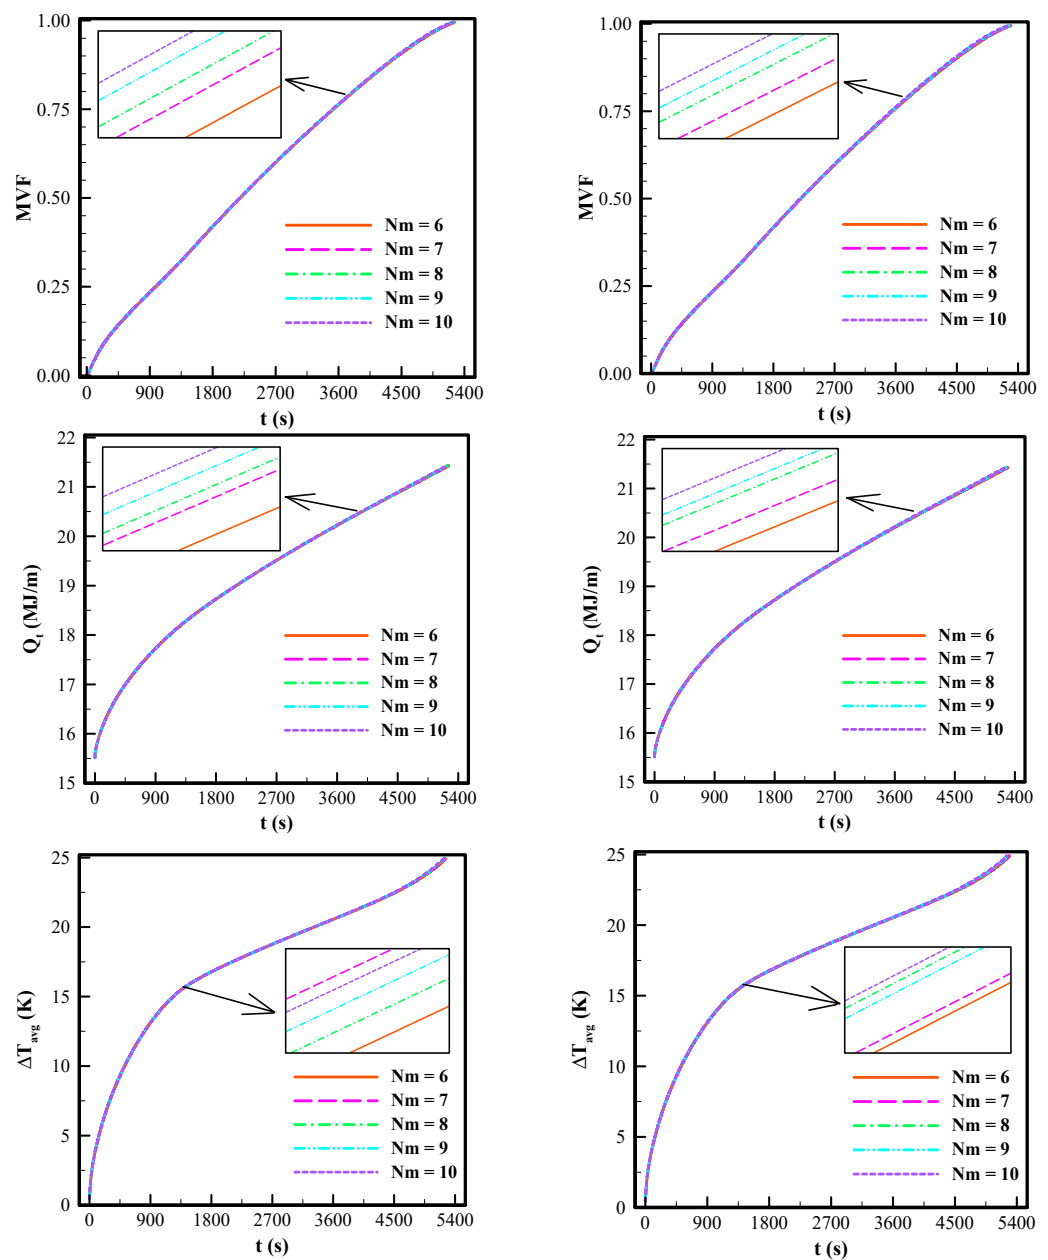 1.00
0.75
0.50
0.25
0.00
MVF
Nm = 6
Nm = 7
Nm = 8
Nm = 9
Nm = 10
0 900 1800 2700 3600 4500 5400
t (s)
1.00
0.75
0.50
0.25
0.00
MVF
Nm = 6
Nm = 7
Nm = 8
Nm = 9
Nm = 10
0 900 1800 2700 3600 4500 5400
t (s)
22
21
20
19
18
17
16
15
Qt (MJ/m)
Nm = 6
Nm = 7
Nm = 8
Nm = 9
Nm = 10
0 900 1800 2700 3600 4500 5400
t (s)
22
21
20
19
18
17
16
15
Qt (MJ/m)
Nm = 6
Nm = 7
Nm = 8
Nm = 9
Nm = 10
0 900 1800 2700 3600 4500 5400
t (s)
25
20
15
10
5
0
ΔTavg (K)
Nm = 6
Nm = 7
Nm = 8
Nm = 9
Nm = 10
0 900 1800 2700 3600 4500 5400
t (s)
25
20
15
10
5
0
ΔTavg (K)
Nm = 6
Nm = 7
Nm = 8
Nm = 9
Nm = 10
0 900 1800 2700 3600 4500 5400
t (s)